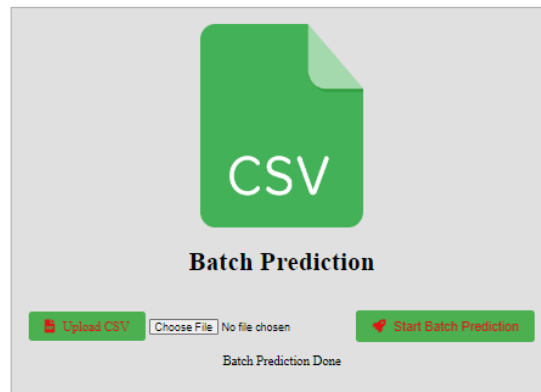 CSV
Batch Prediction
Upload CSV Choose File No file chosen Start Batch Prediction
Batch Prediction Done